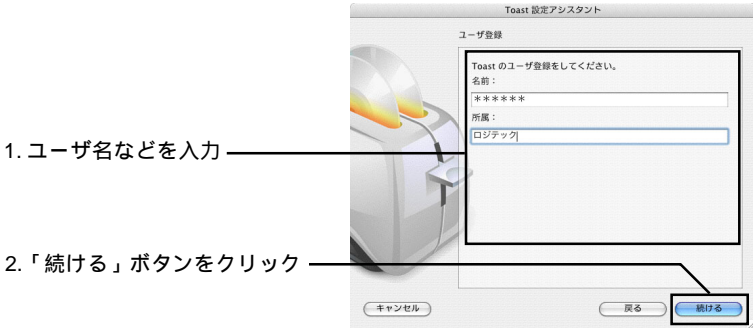 Toast 設定アシスタント
ユーザ登録
Toast のユーザ登録をしてください。
名前：
******
所属：
ロジテック
1. ユーザ名などを入力
2.「続ける」ボタンをクリック
キャンセル
戻る
続ける